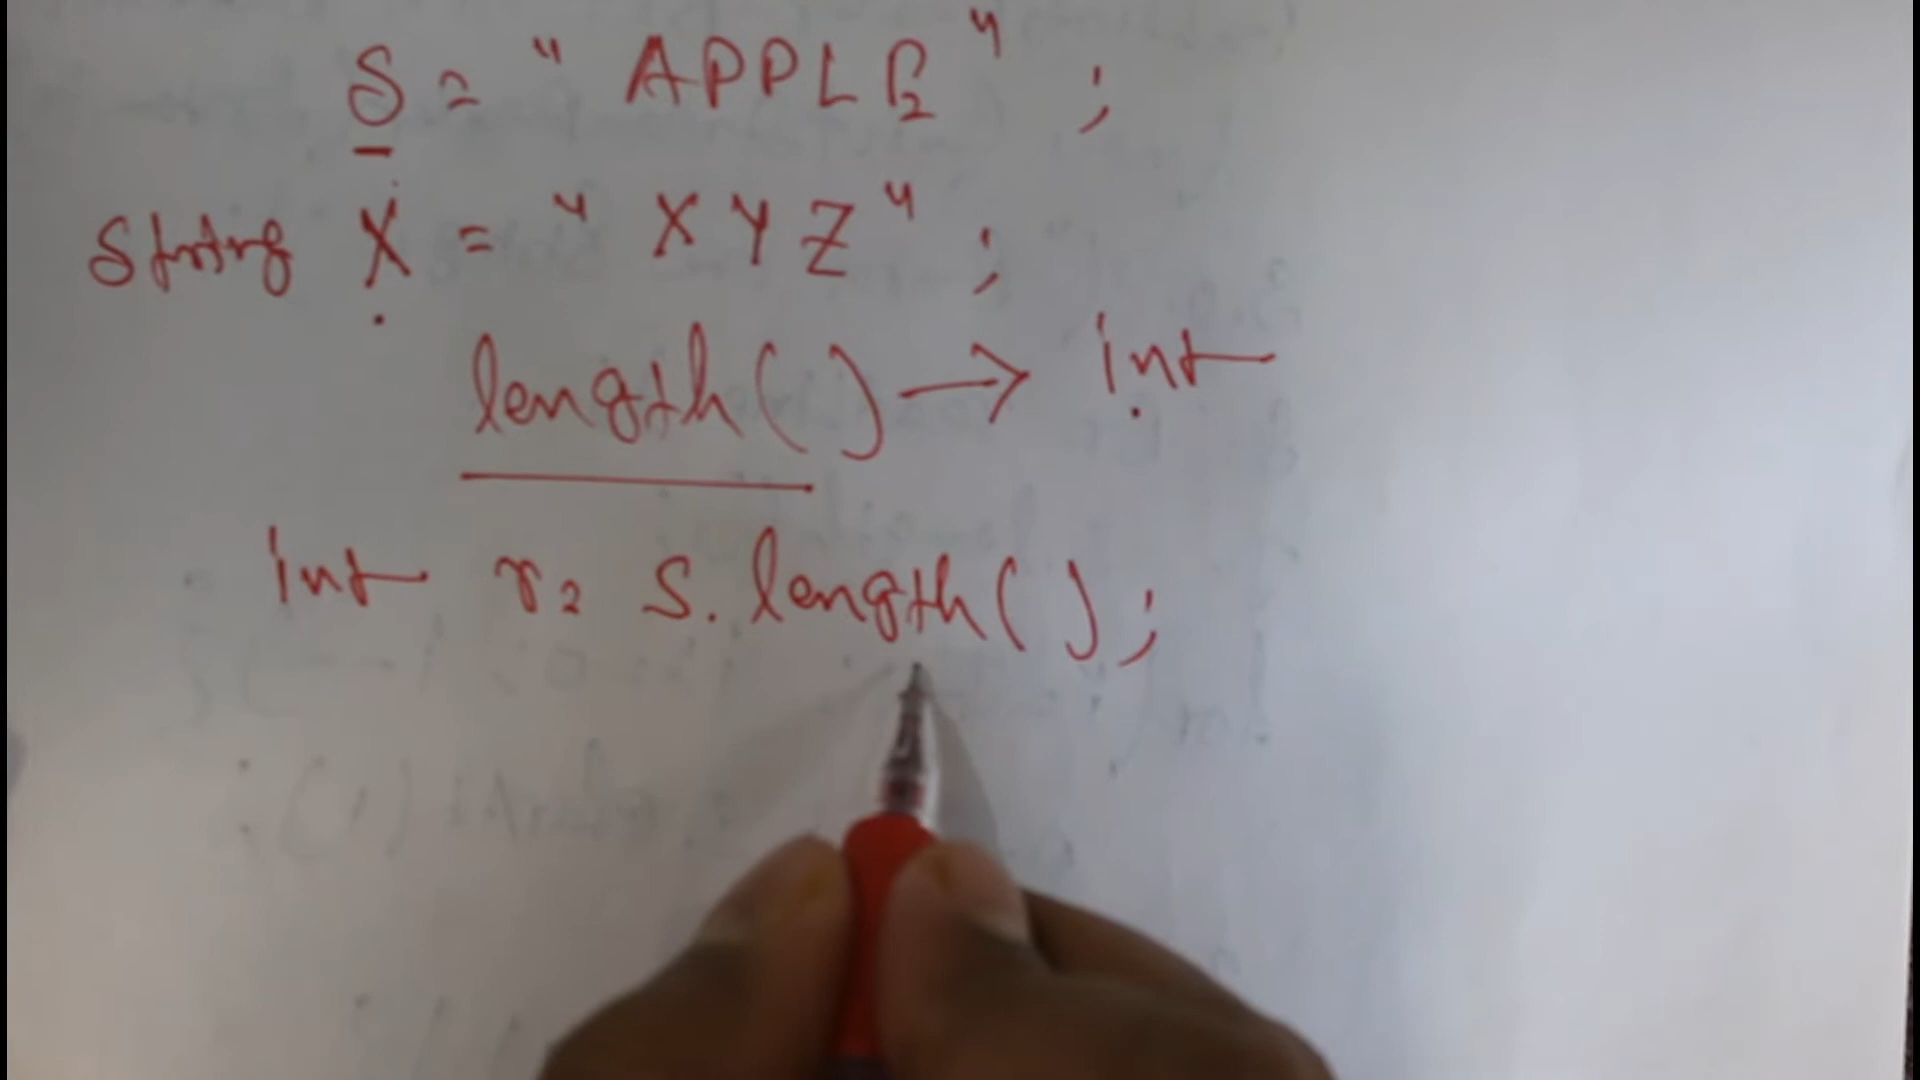 S = "APPLE";
String X = "XYZ";
length() → int
int r = s.length();